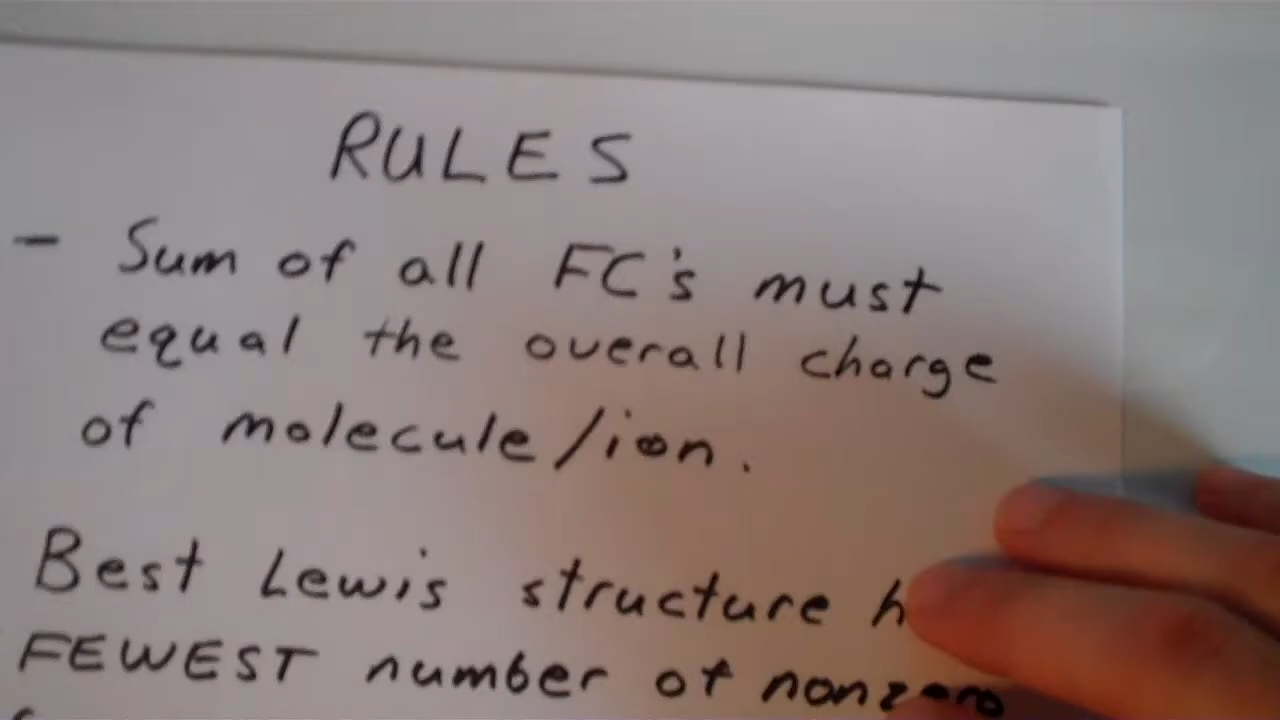 RULES
- Sum of all FC's must
equal the overall charge
of molecule/ion.
Best Lewis structure h
FEWEST number of nonzero